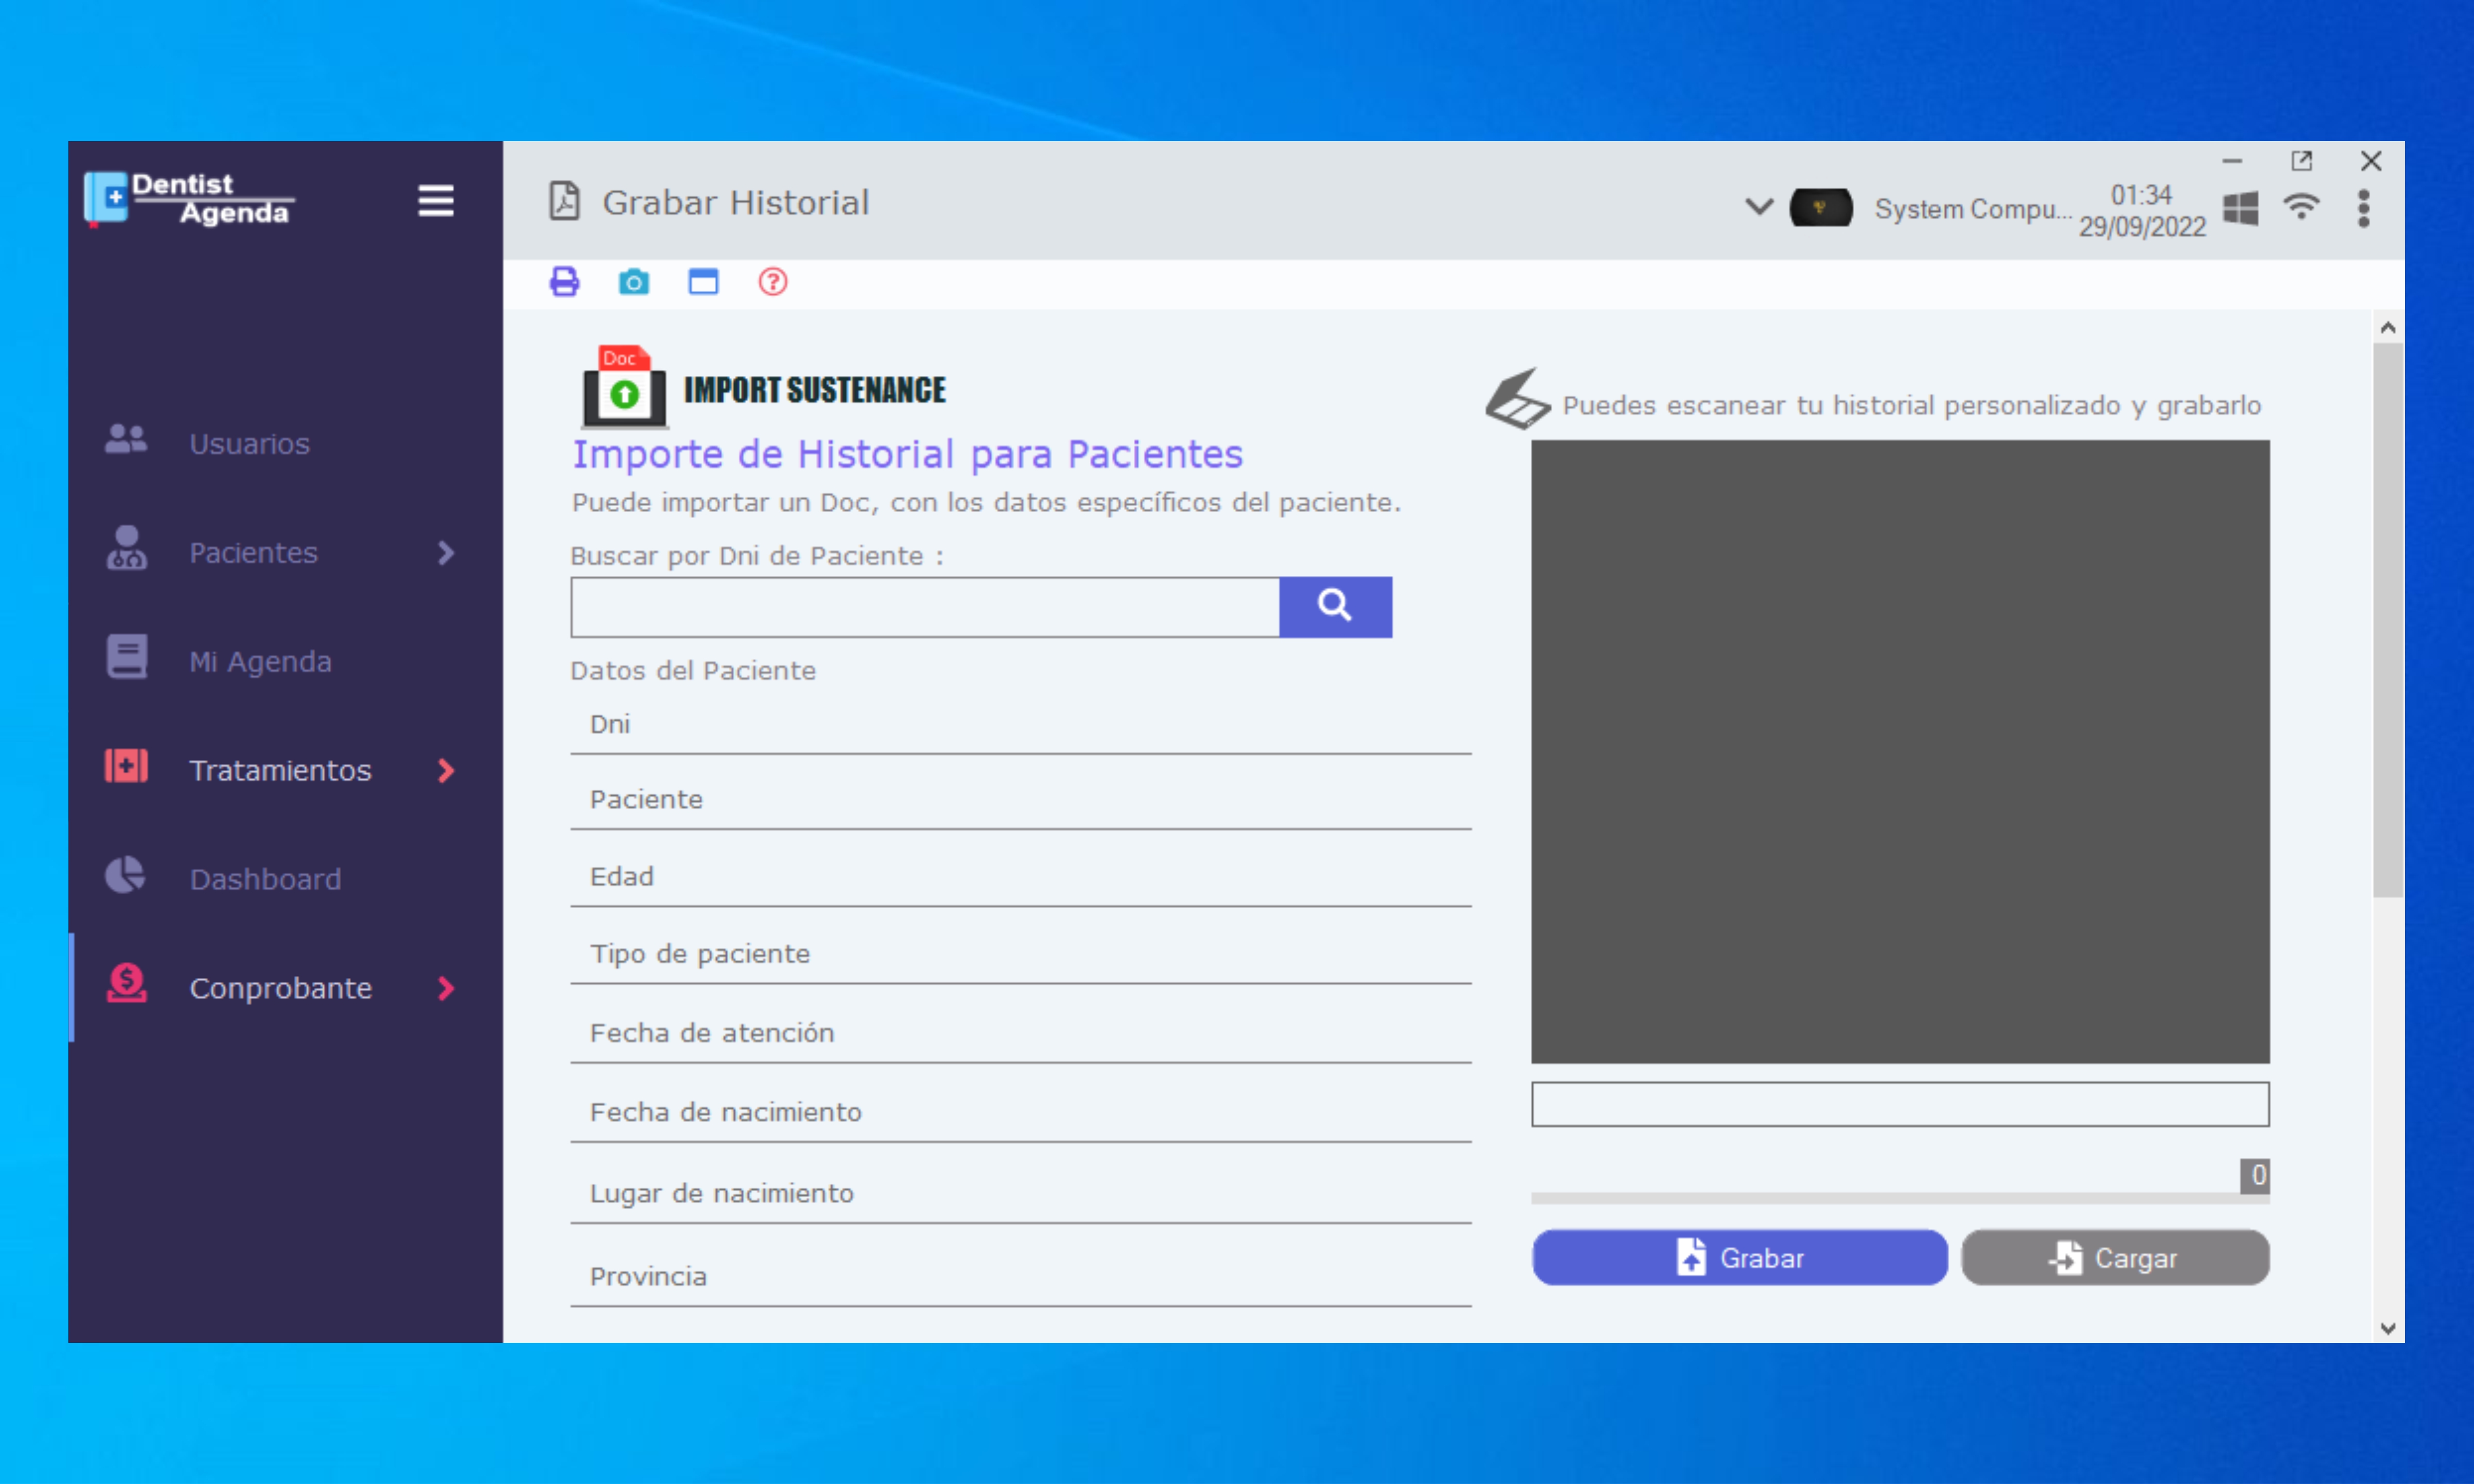 Dentist
Agenda
Usuarios
Pacientes
Mi Agenda
Tratamientos
Dashboard
Conprobante
Grabar Historial
System Compu...
01:34
29/09/2022
Doc
IMPORT SUSTENANCE
Importe de Historial para Pacientes
Puede importar un Doc, con los datos específicos del paciente.
Buscar por Dni de Paciente :
Datos del Paciente
Dni
Paciente
Edad
Tipo de paciente
Fecha de atención
Fecha de nacimiento
Lugar de nacimiento
Provincia
Puedes escanear tu historial personalizado y grabarlo
0
Grabar
Cargar